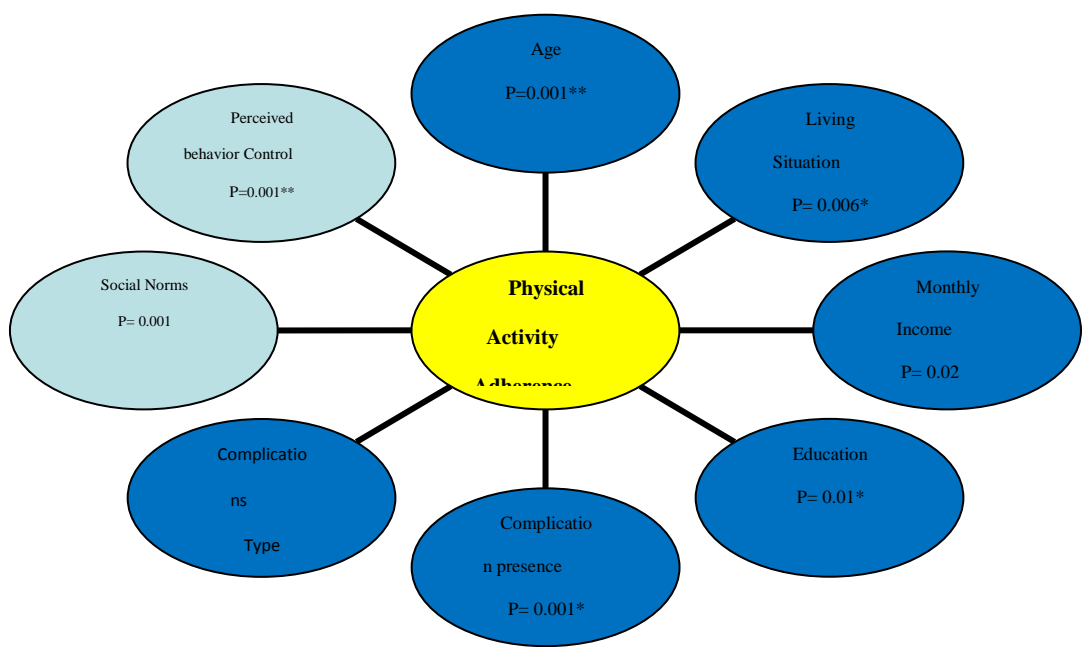 Age
P=0.001**
Living
Situation
P= 0.006*
Monthly
Income
P= 0.02
Education
P= 0.01*
Complicatio
n presence
P= 0.001*
Complicatio
ns
Type
Social Norms
P= 0.001
Perceived
behavior Control
P=0.001**
Physical
Activity
Adherence